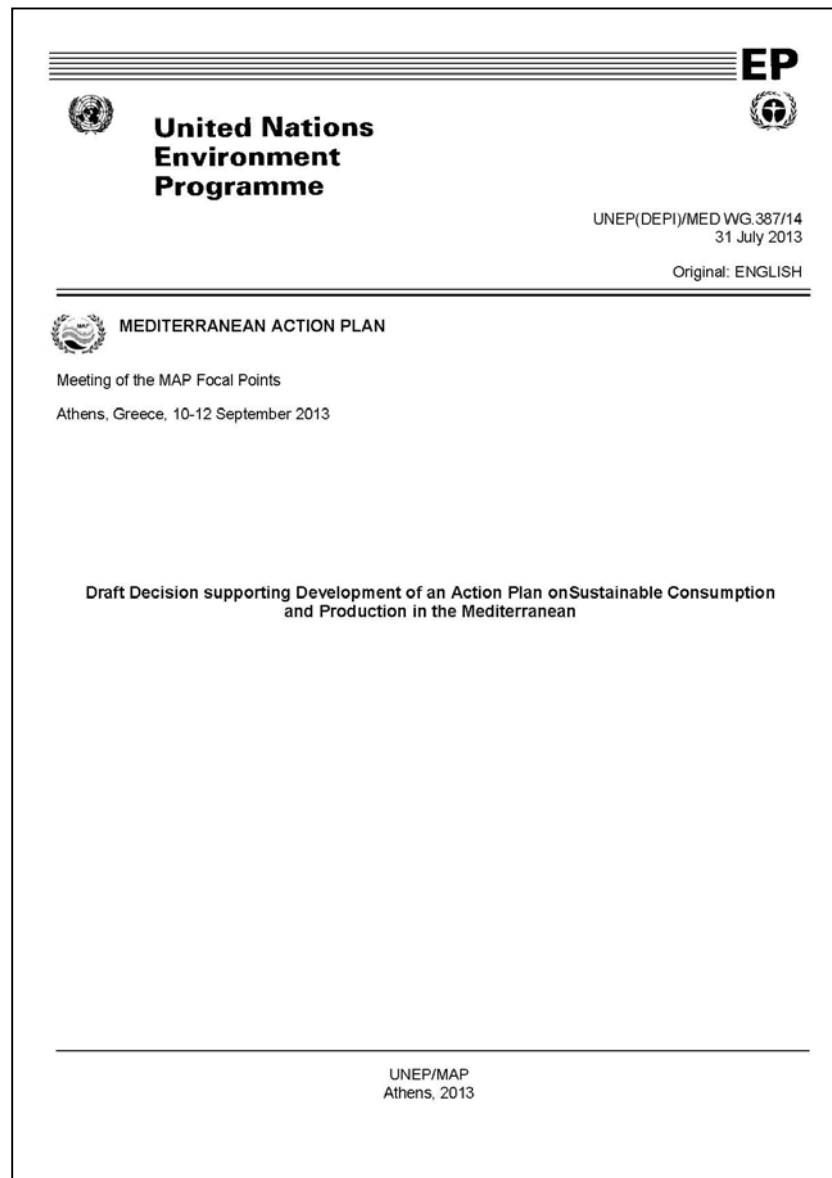 EP
United Nations
Environment
Programme
UNEP(DEPI)/MED WG.387/14
31 July 2013
Original: ENGLISH
MAP
MEDITERRANEAN ACTION PLAN
Meeting of the MAP Focal Points
Athens, Greece, 10-12 September 2013
Draft Decision supporting Development of an Action Plan onSustainable Consumption
and Production in the Mediterranean
UNEP/MAP
Athens, 2013